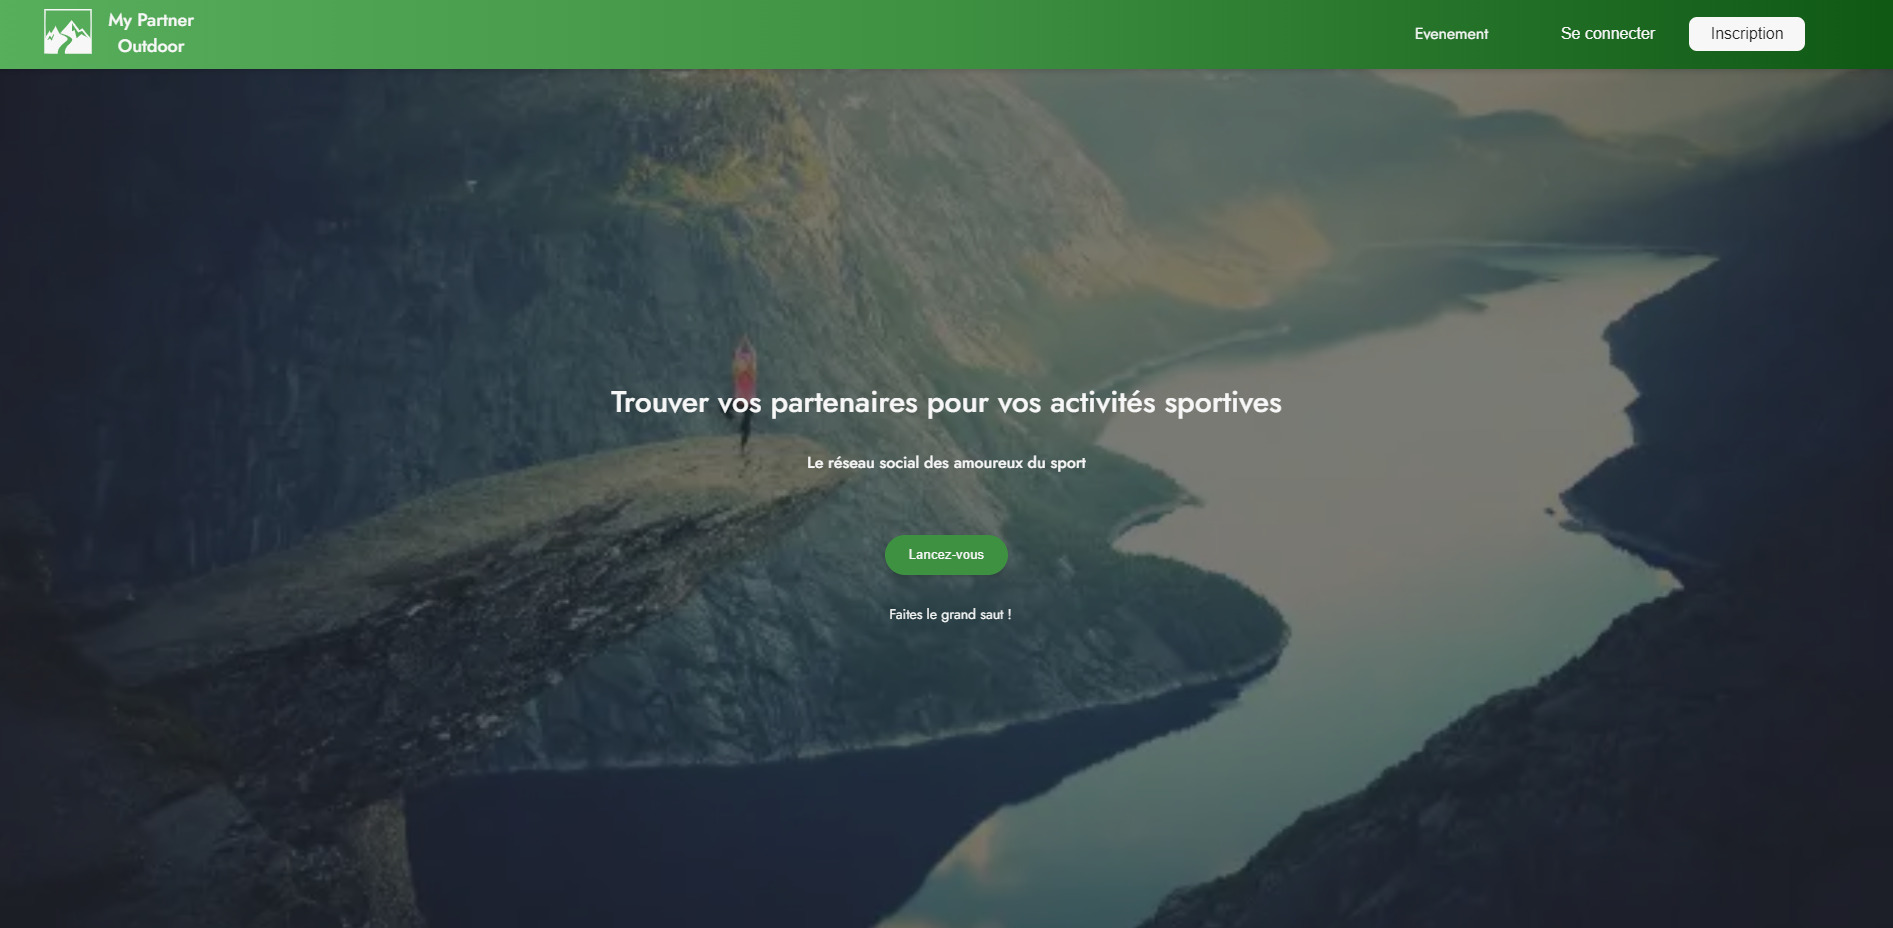 My Partner
Outdoor
Evenement
Se connecter
Inscription
Trouver vos partenaires pour vos activités sportives
Le réseau social des amoureux du sport
Lancez-vous
Faites le grand saut !